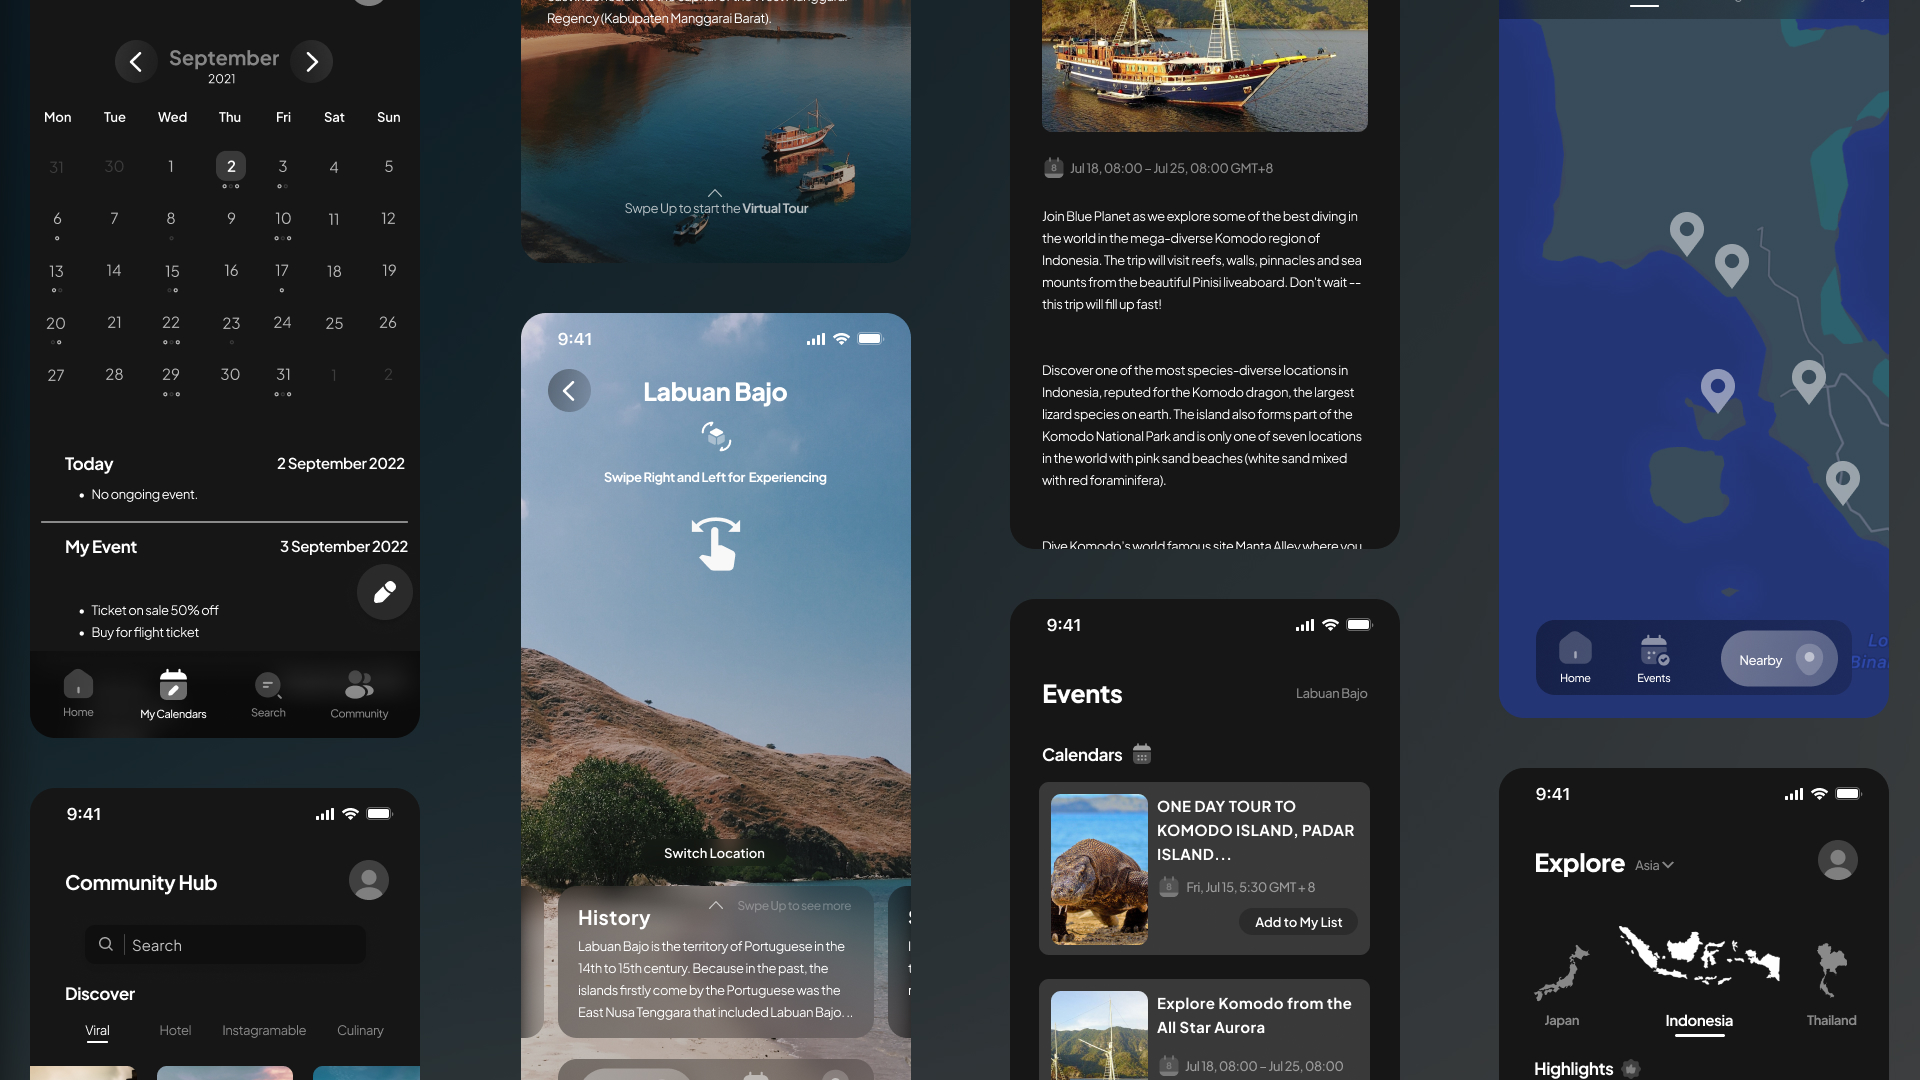 September
2021
Mon Tue Wed Thu Fri Sat Sun
31 30 1 2 3 4 5
6 7 8 9 10 11 12
13 14 15 16 17 18 19
20 21 22 23 24 25 26
27 28 29 30 31 1 2
Today 2 September 2022
• No ongoing event.
My Event 3 September 2022
• Ticket on sale 50% off
• Buy for flight ticket
Home My Calendars Search Community
9:41
Community Hub
Search
Discover
Viral Hotel Instagramable Culinary
Regency (Kabupaten Manggarai Barat).
Swpe Up to start the Virtual Tour
9:41
Labuan Bajo
Swipe Right and Left for Experiencing
Switch Location
Swpe Up to see more
History
Labuan Bajo is the territory of Portuguese in the
14th to 15th century. Because in the past, the
islands firstly come by the Portuguese was the
East Nusa Tenggara that included Labuan Bajo. ..
8 Jul 18, 08:00 – Jul 25, 08:00 GMT+8
Join Blue Planet as we explore some of the best diving in
the world in the mega-diverse Komodo region of
Indonesia. The trip will visit reefs, walls, pinnacles and sea
mounts from the beautiful Pinisi liveaboard. Don't wait --
this trip will fill up fast!
Discover one of the most species-diverse locations in
Indonesia, reputed for the Komodo dragon, the largest
lizard species on earth. The island also forms part of the
Komodo National Park and is only one of seven locations
in the world with pink sand beaches (white sand mixed
with red foraminifera).
Dive Komodo's world famous site Manta Alley where you
9:41
Events Labuan Bajo
Calendars
ONE DAY TOUR TO
KOMODO ISLAND, PADAR
ISLAND...
8 Fri, Jul 15, 5:30 GMT + 8
Add to My List
Explore Komodo from the
All Star Aurora
8 Jul 18, 08:00 – Jul 25, 08:00
Home Events Nearby
9:41
Explore Asia
Japan Indonesia Thailand
Highlights